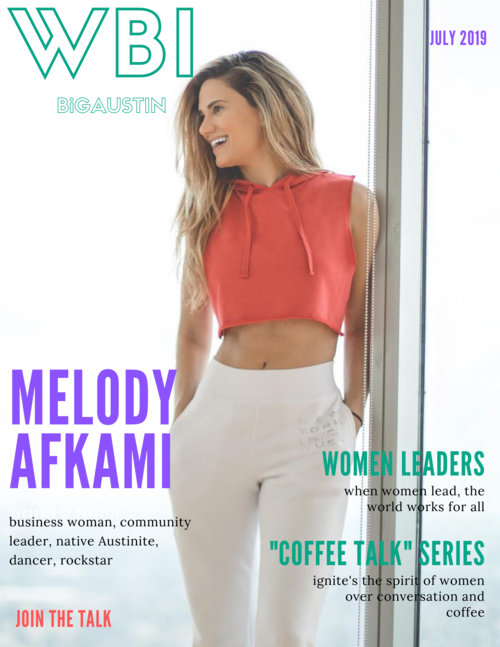 WBI
BiGAUSTIN
JULY 2019
MELODY
AFKAMI
business woman, community
leader, native Austinite,
dancer, rockstar
JOIN THE TALK
WOMEN LEADERS
when women lead, the
world works for all
"COFFEE TALK" SERIES
ignite's the spirit of women
over conversation and
coffee